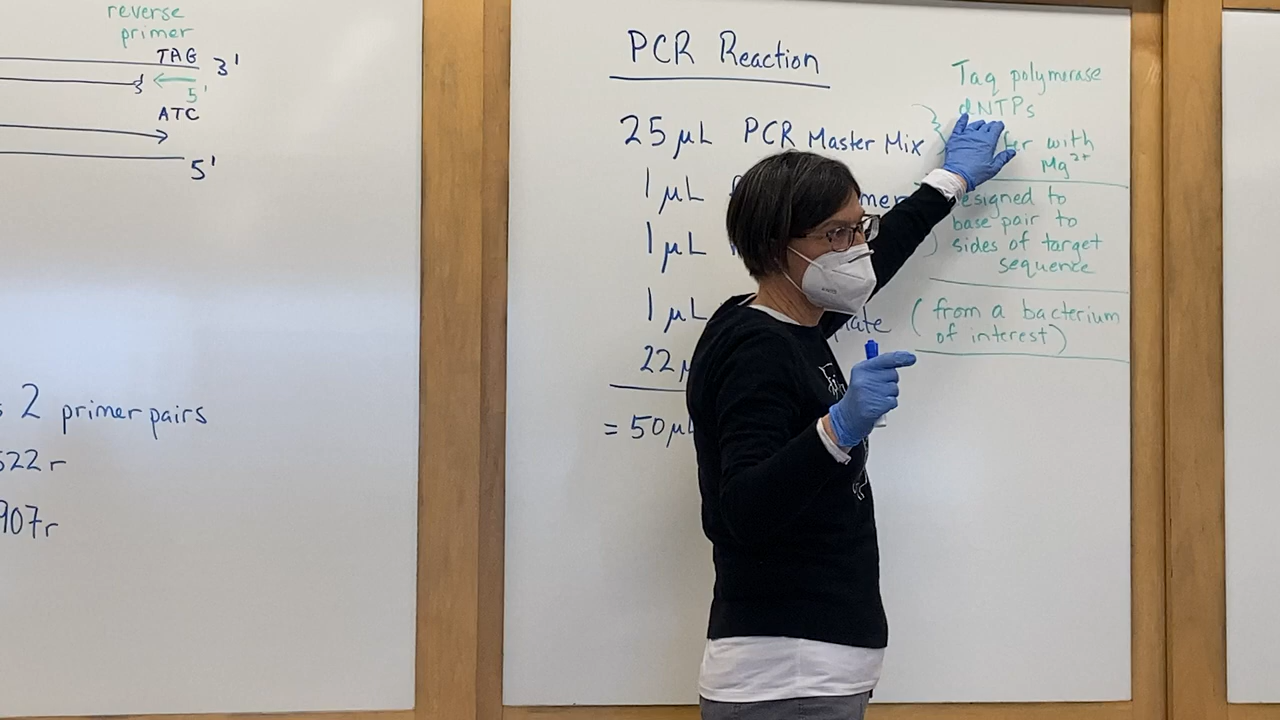 reverse
primer
TAG 3'
5'
ATC
5'
2 primer pairs
522r
907r
PCR Reaction
25 µL PCR Master Mix
1 µL
1 µL
1 µL
22
= 50 µL
Taq polymerase
dNTPs
with
Mg2+
designed to
base pair to
sides of target
sequence
(from a bacterium
of interest)